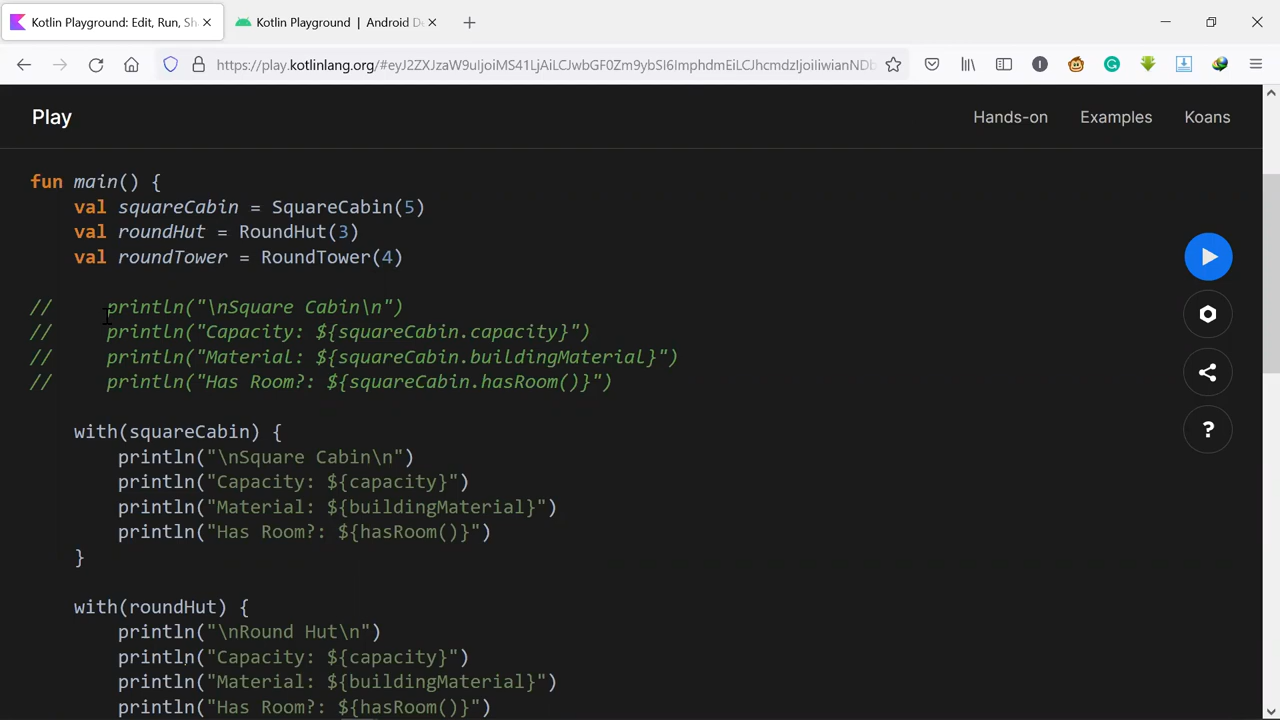 Kotlin Playground: Edit, Run, Sh
Kotlin Playground | Android De
https://play.kotlinlang.org/#eyJ2ZXJzaW9uIjoiMS41LjAiLCJwbGF0Zm9ybSI6ImphdmEiLCJhcmdzIjoiIiwianNDb
Play
Hands-on
Examples
Koans
fun main() {
val squareCabin = SquareCabin(5)
val roundHut = RoundHut(3)
val roundTower = RoundTower(4)
// println("\nSquare Cabin\n")
// println("Capacity: ${squareCabin.capacity}")
// println("Material: ${squareCabin.buildingMaterial}")
// println("Has Room?: ${squareCabin.hasRoom()}")
with(squareCabin) {
println("\nSquare Cabin\n")
println("Capacity: ${capacity}")
println("Material: ${buildingMaterial}")
println("Has Room?: ${hasRoom()}")
}
with(roundHut) {
println("\nRound Hut\n")
println("Capacity: ${capacity}")
println("Material: ${buildingMaterial}")
println("Has Room?: ${hasRoom()}")